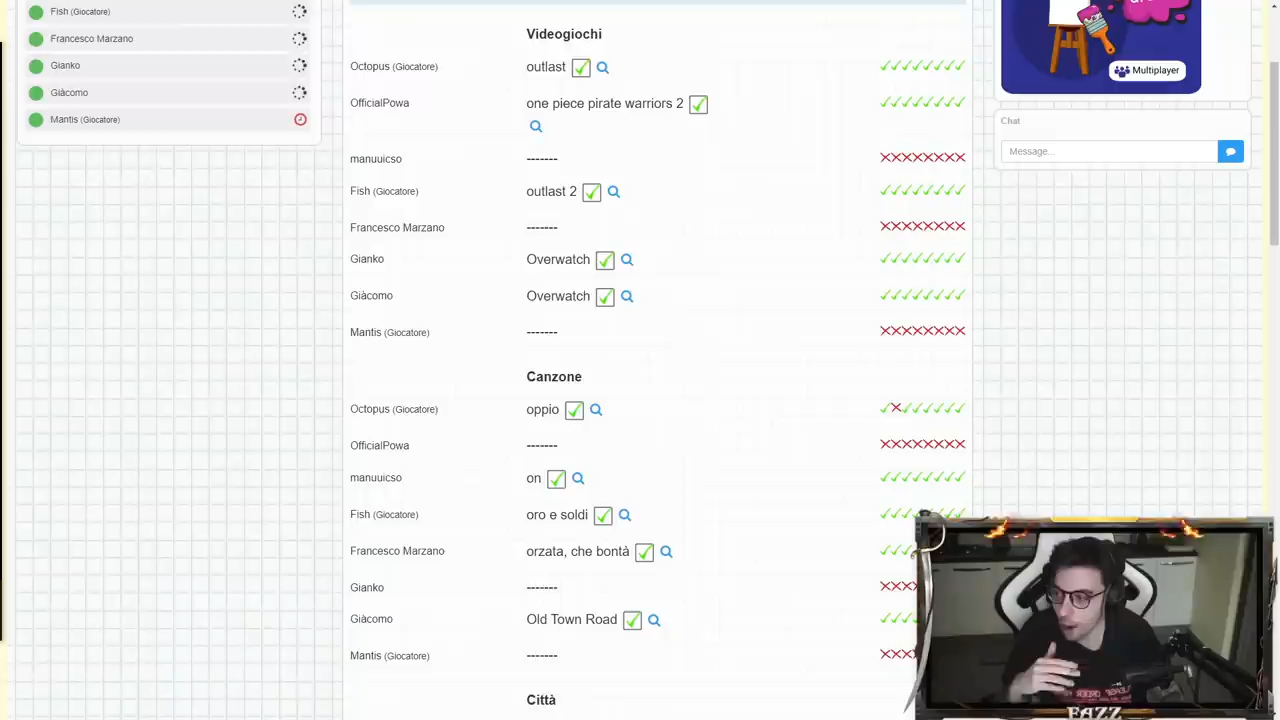 Fish (Giocatore)
Francesco Marzano
Gianko
Giàcomo
Mantis (Giocatore)
Videogiochi
Octopus (Giocatore) outlast
OfficialPowa one piece pirate warriors 2
manuuicso -------
Fish (Giocatore) outlast 2
Francesco Marzano -------
Gianko Overwatch
Giàcomo Overwatch
Mantis (Giocatore) -------
Canzone
Octopus (Giocatore) oppio
OfficialPowa -------
manuuicso on
Fish (Giocatore) oro e soldi
Francesco Marzano orzata, che bontà
Gianko -------
Giàcomo Old Town Road
Mantis (Giocatore) -------
Città
Multiplayer
Chat
Message...
FAZZ